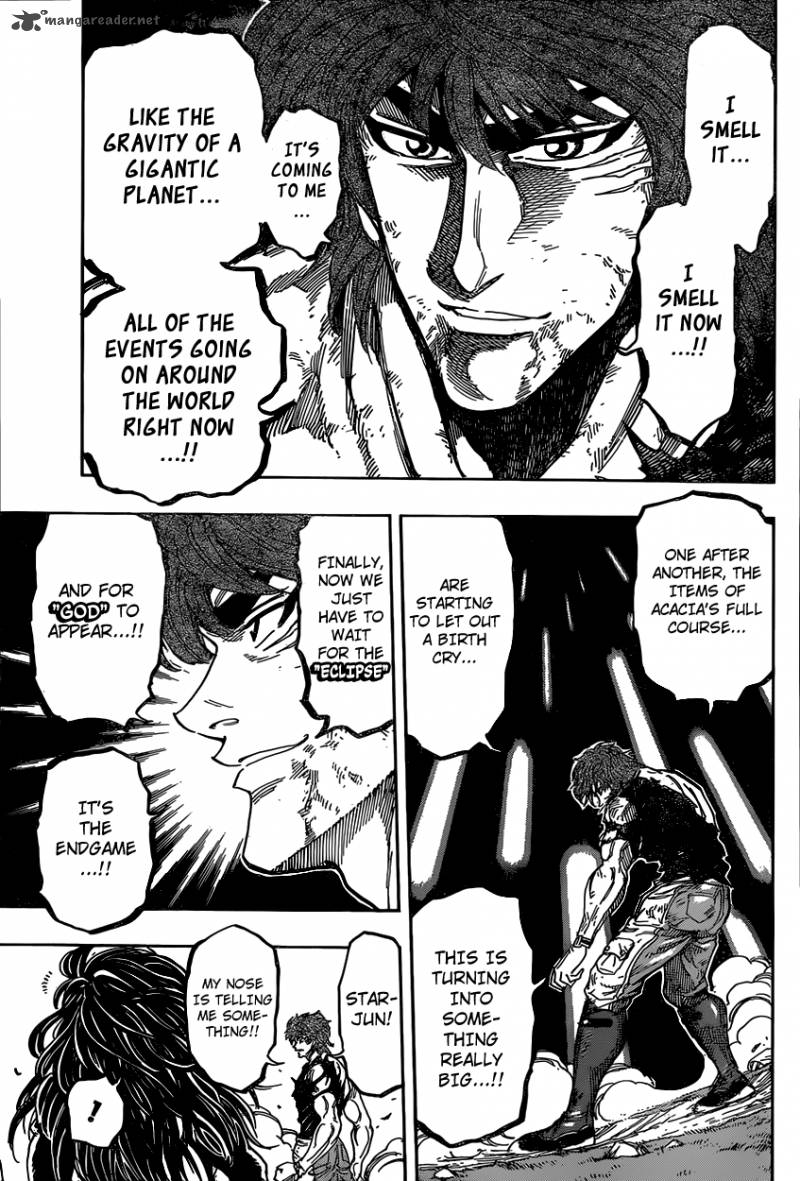 mangareader.net
I
SMELL
IT...
I
SMELL
IT NOW
...!!
IT'S
COMING
TO ME
...
LIKE THE
GRAVITY OF A
GIGANTIC
PLANET...
ALL OF THE
EVENTS GOING
ON AROUND
THE WORLD
RIGHT NOW
...!!
ONE AFTER
ANOTHER, THE
ITEMS OF
ACACIA'S FULL
COURSE...
ARE
STARTING
TO LET OUT
A BIRTH
CRY...
THIS IS
TURNING
INTO
SOME-
THING
REALLY
BIG...!!
FINALLY,
NOW WE
JUST
HAVE TO
WAIT
FOR THE
"ECLIPSE"
AND FOR
"GOD" TO
APPEAR...!!
IT'S
THE
ENDGAME
...!!
STAR-
JUN!
MY NOSE
IS TELLING
ME SOME-
THING!!
!